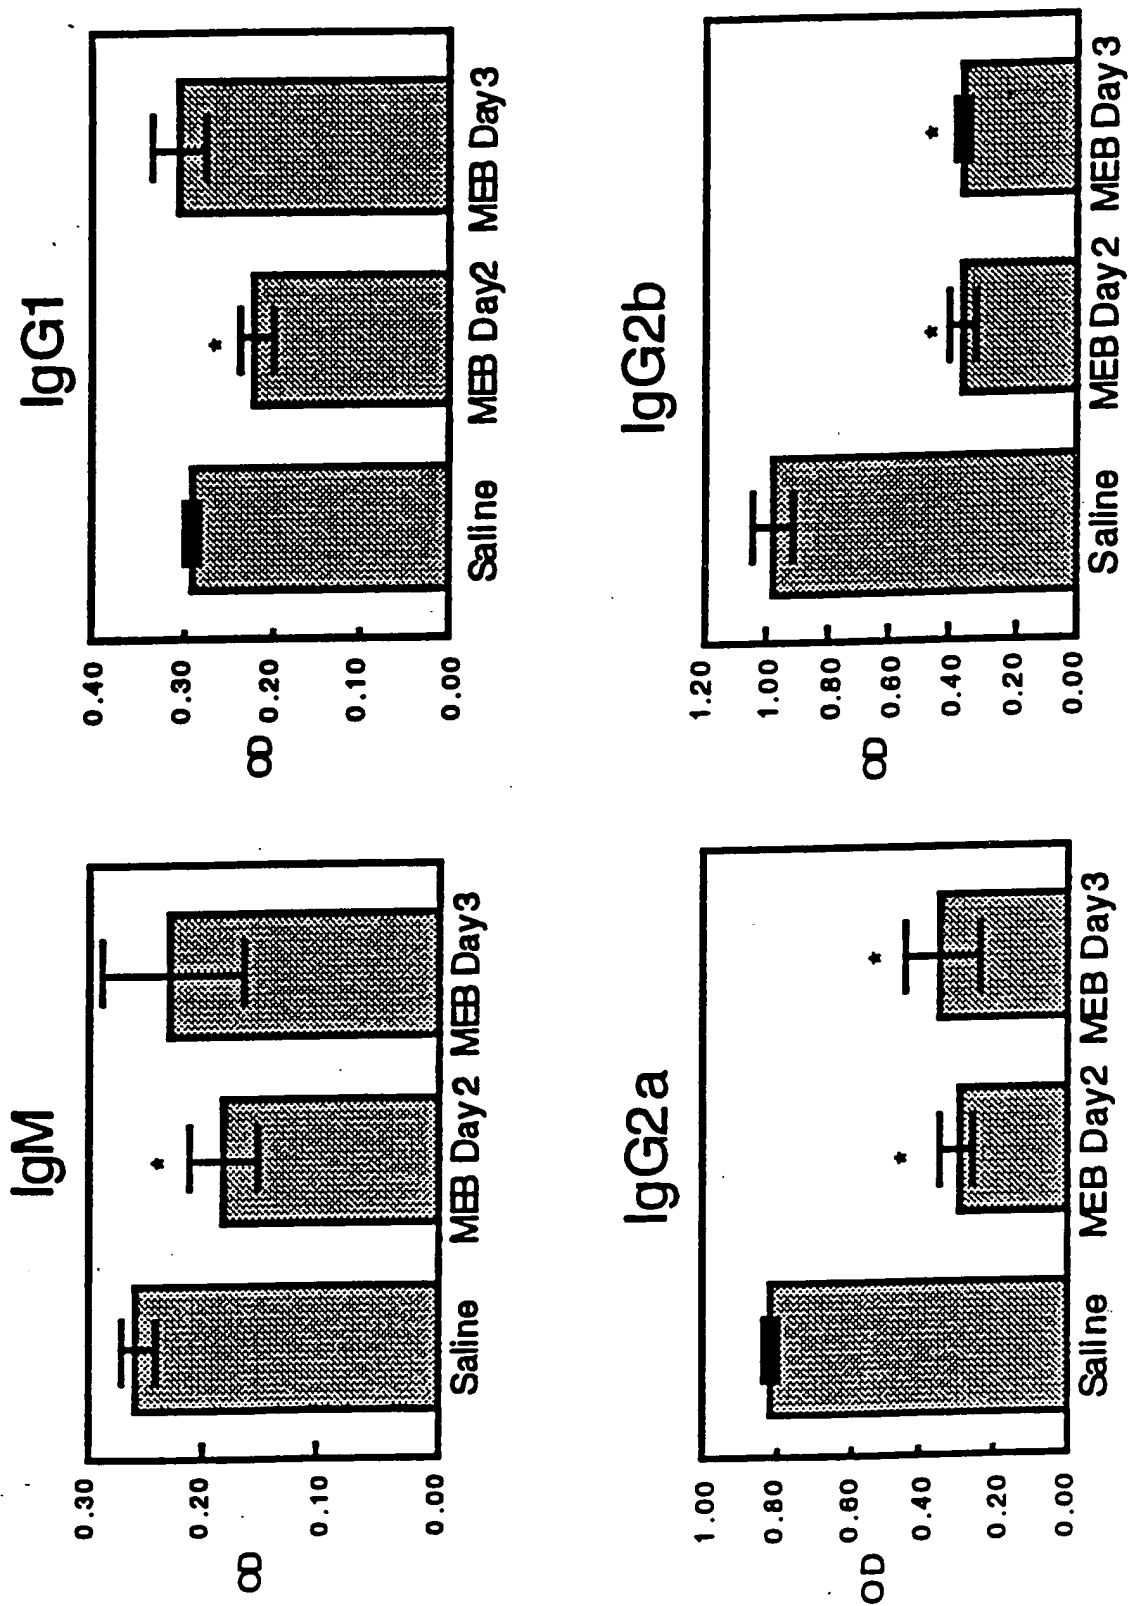 IgM
0.30
0.20
0.10
0.00
OD
*
Saline
MEB Day2
MEB Day3
IgG1
0.40
0.30
0.20
0.10
0.00
OD
*
Saline
MEB Day2
MEB Day3
IgG2a
1.00
0.80
0.60
0.40
0.20
0.00
OD
*
*
Saline
MEB Day2
MEB Day3
IgG2b
1.20
1.00
0.80
0.60
0.40
0.20
0.00
OD
*
*
Saline
MEB Day2
MEB Day3